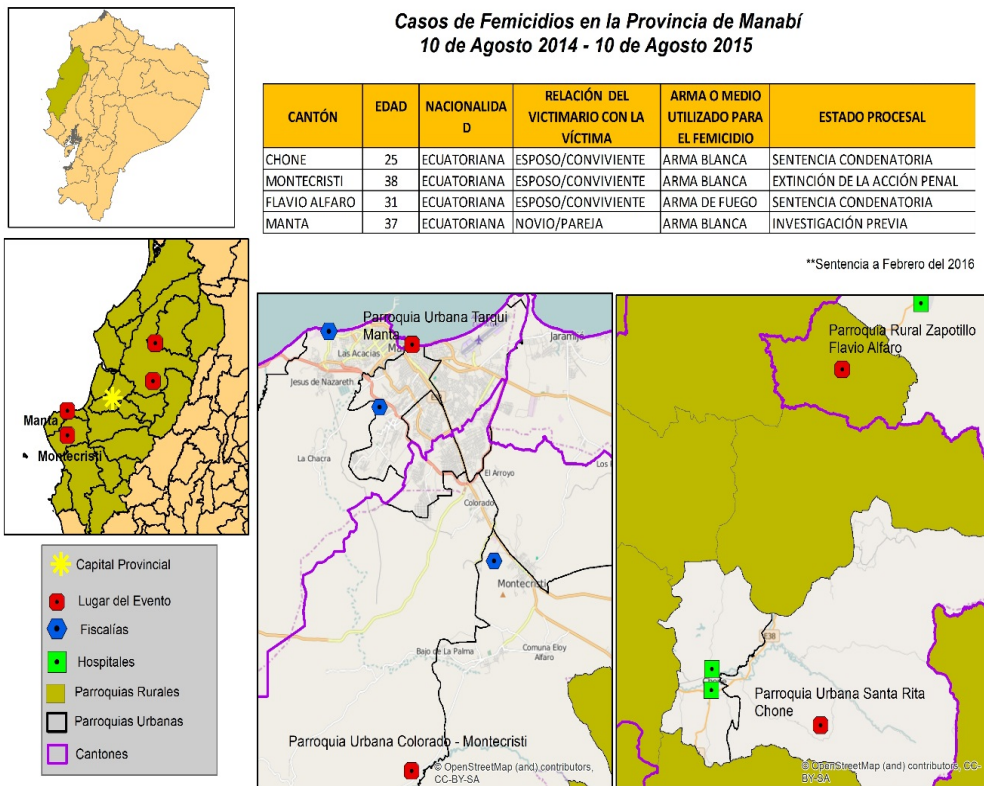 Casos de Femicidios en la Provincia de Manabí
10 de Agosto 2014 - 10 de Agosto 2015
CANTÓN EDAD NACIONALIDA D RELACIÓN DEL VICTIMARIO CON LA VÍCTIMA ARMA O MEDIO UTILIZADO PARA EL FEMICIDIO ESTADO PROCESAL
CHONE 25 ECUATORIANA ESPOSO/CONVIVIENTE ARMA BLANCA SENTENCIA CONDENATORIA
MONTECRISTI 38 ECUATORIANA ESPOSO/CONVIVIENTE ARMA BLANCA EXTINCIÓN DE LA ACCIÓN PENAL
FLAVIO ALFARO 31 ECUATORIANA ESPOSO/CONVIVIENTE ARMA DE FUEGO SENTENCIA CONDENATORIA
MANTA 37 ECUATORIANA NOVIO/PAREJA ARMA BLANCA INVESTIGACIÓN PREVIA
**Sentencia a Febrero del 2016
Manta
Montecristi
Capital Provincial
Lugar del Evento
Fiscalías
Hospitales
Parroquias Rurales
Parroquias Urbanas
Cantones
Parroquia Urbana Targui
Manta
Las Acacias
Jaramijó
Jesus de Nazareth
E30
La Chacra
El Arroyo
Colorado
Montecristi
Bajo de La Palma
Comuna Eloy
Alfaro
Parroquia Urbana Colorado - Montecristi
© OpenStreetMap (and) contributors,
CC-BY-SA
Parroquia Rural Zapotillo
Flavio Alfaro
E38
Parroquia Urbana Santa Rita
Chone
© OpenStreetMap (and) contributors, CC-
BY-SA